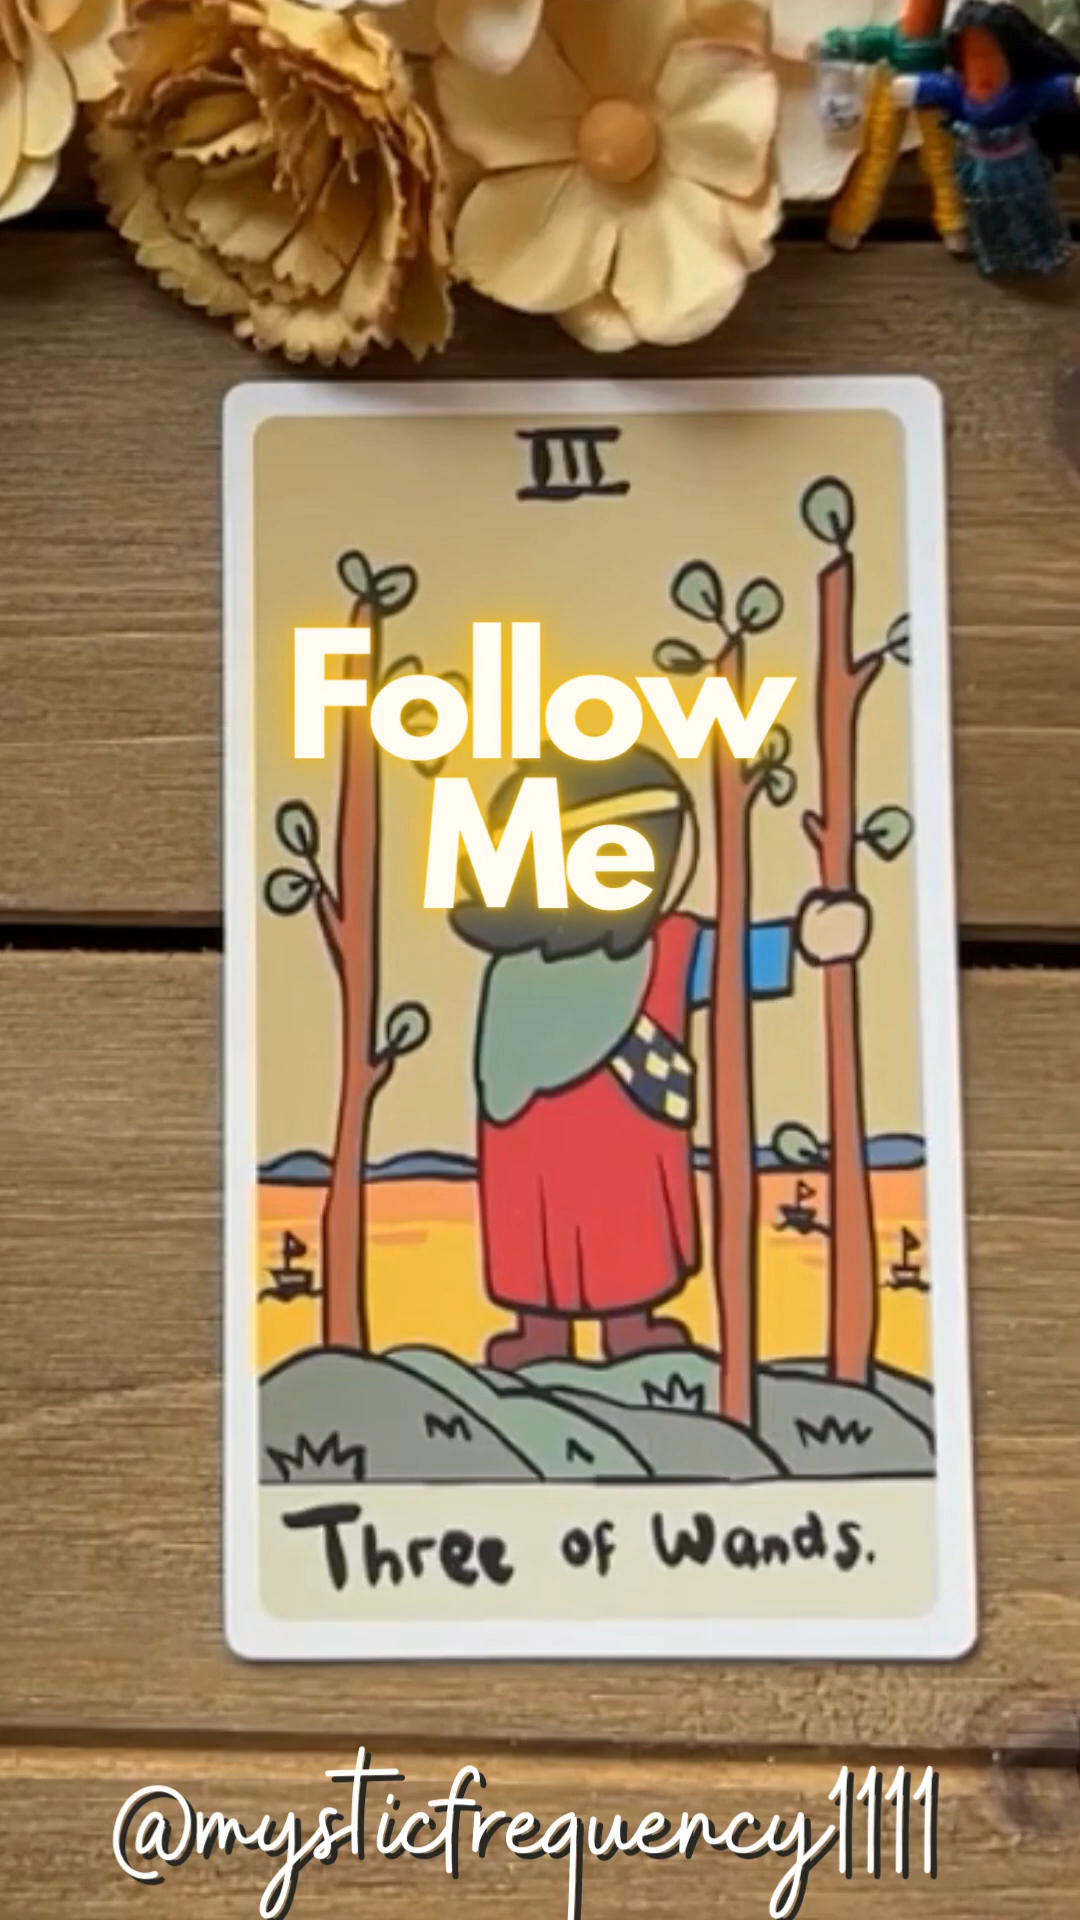 III
Follow
Me
Three of Wands.
@mysticfrequency1111